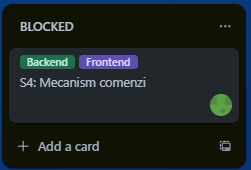 BLOCKED
Backend Frontend
S4: Mecanism comenzi
Add a card